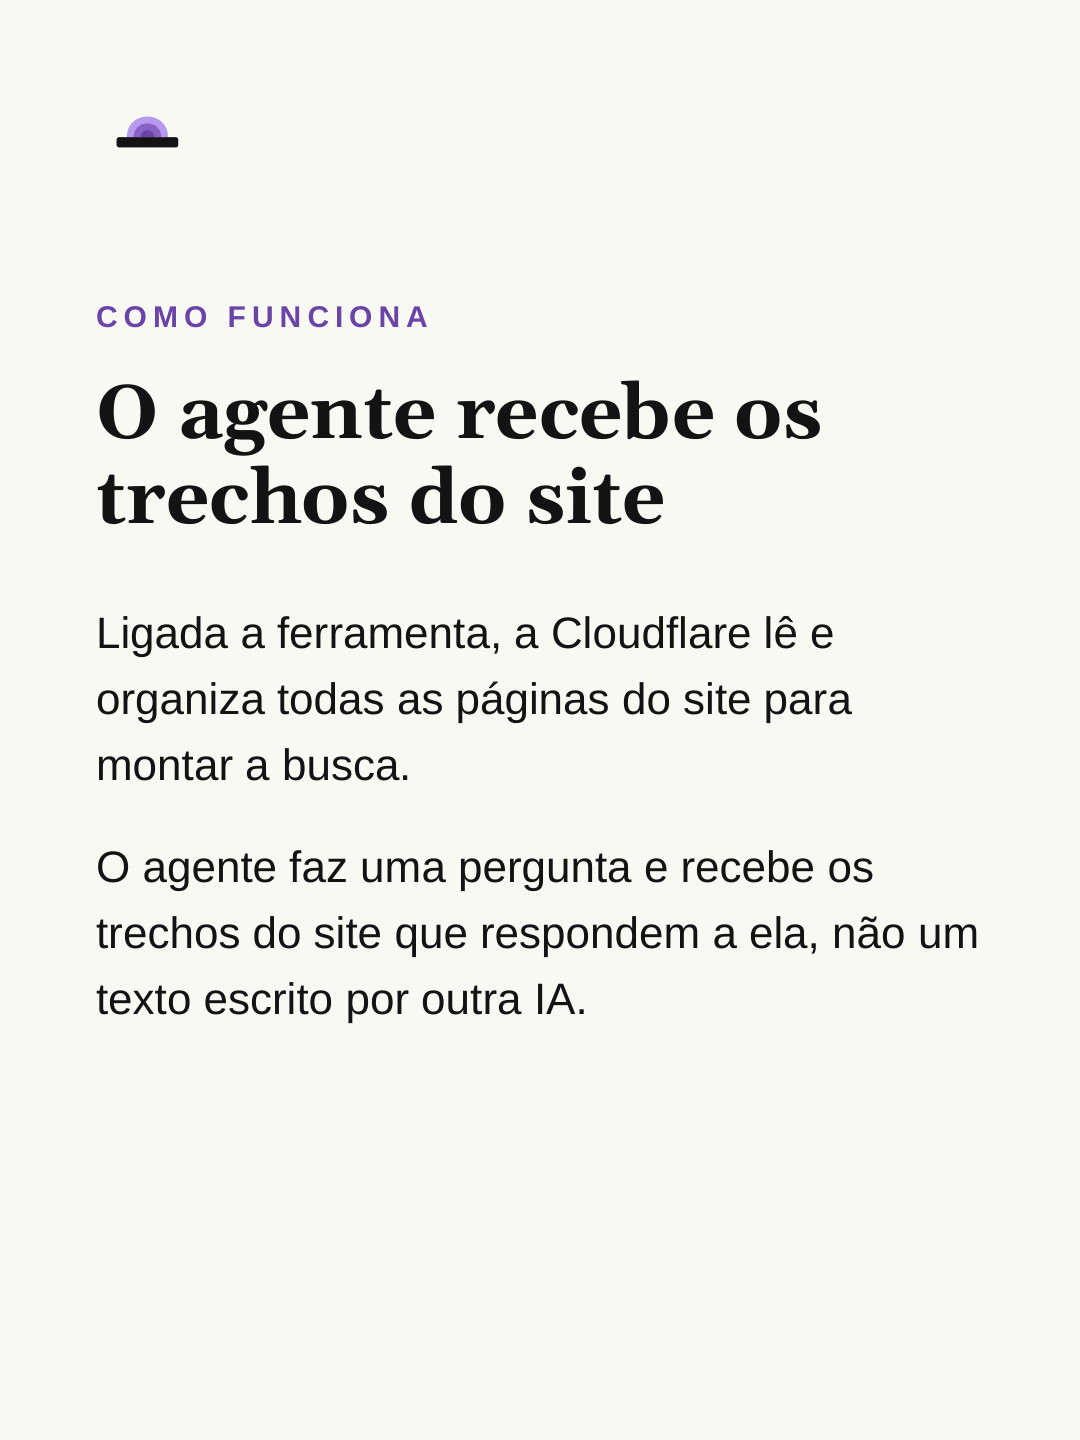 COMO FUNCIONA
O agente recebe os
trechos do site
Ligada a ferramenta, a Cloudflare lê e
organiza todas as páginas do site para
montar a busca.
O agente faz uma pergunta e recebe os
trechos do site que respondem a ela, não um
texto escrito por outra IA.